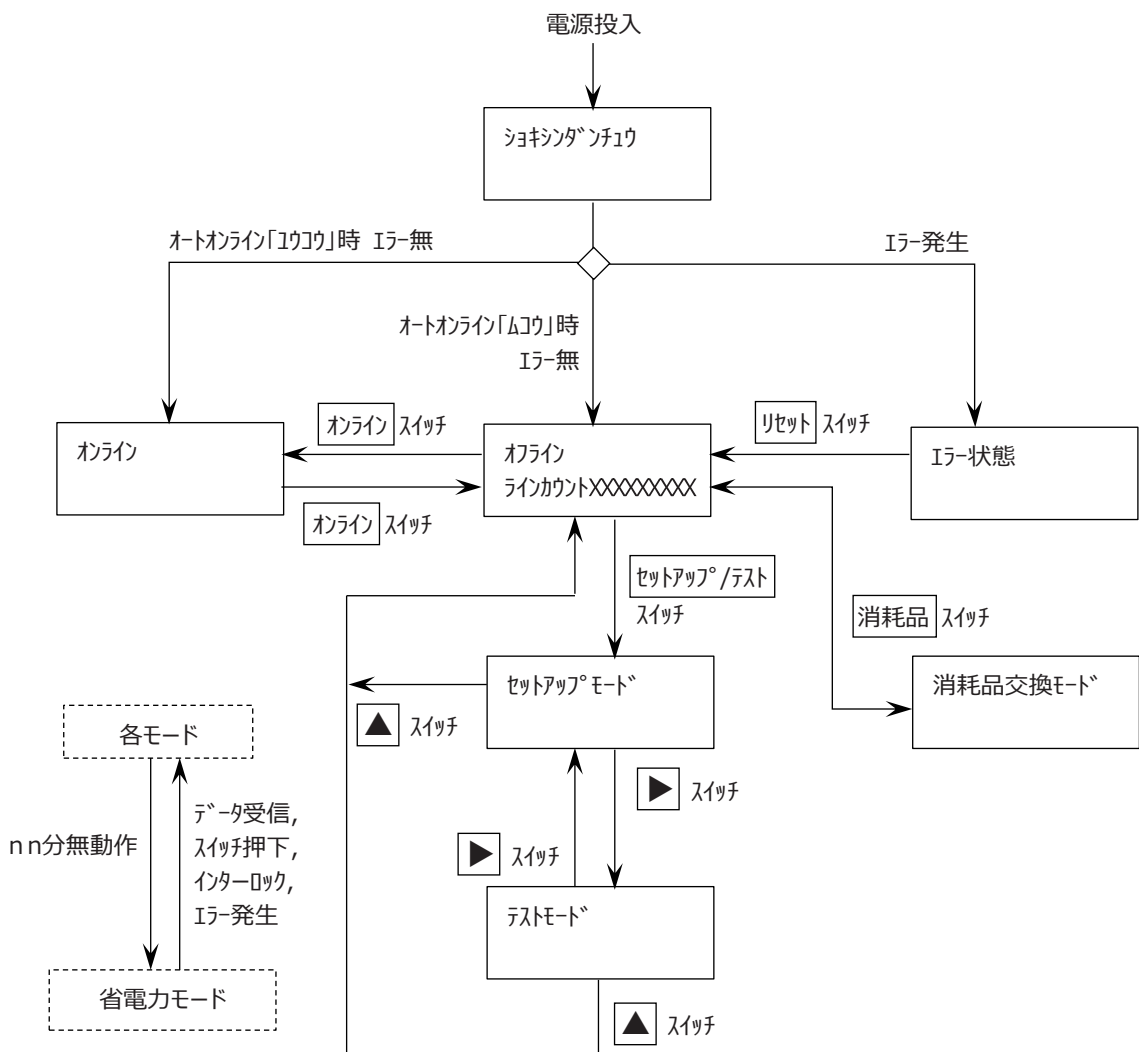 電源投入
ｼｮｷｼﾝﾀﾞﾝﾁｭｳ
ｵｰﾄｵﾝﾗｲﾝ｢ﾕｳｺｳ｣時 ｴﾗｰ無
ｴﾗｰ発生
ｵｰﾄｵﾝﾗｲﾝ｢ﾑｺｳ｣時
ｴﾗｰ無
ｵﾝﾗｲﾝ ｽｲｯﾁ
ﾘｾｯﾄ ｽｲｯﾁ
ｵﾝﾗｲﾝ
ｵﾌﾗｲﾝ
ﾗｲﾝｶｳﾝﾄXXXXXXXXX
ｴﾗｰ状態
ｵﾝﾗｲﾝ ｽｲｯﾁ
ｾｯﾄｱｯﾌﾟ/ﾃｽﾄ
ｽｲｯﾁ
消耗品 ｽｲｯﾁ
ｾｯﾄｱｯﾌﾟﾓｰﾄﾞ
消耗品交換ﾓｰﾄﾞ
▲ ｽｲｯﾁ
各モード
▶ ｽｲｯﾁ
ﾃﾞｰﾀ受信,
ｽｲｯﾁ押下,
ｲﾝﾀｰﾛｯｸ,
ｴﾗｰ発生
ｎｎ分無動作
▶ ｽｲｯﾁ
ﾃｽﾄﾓｰﾄﾞ
省電力モード
▲ ｽｲｯﾁ